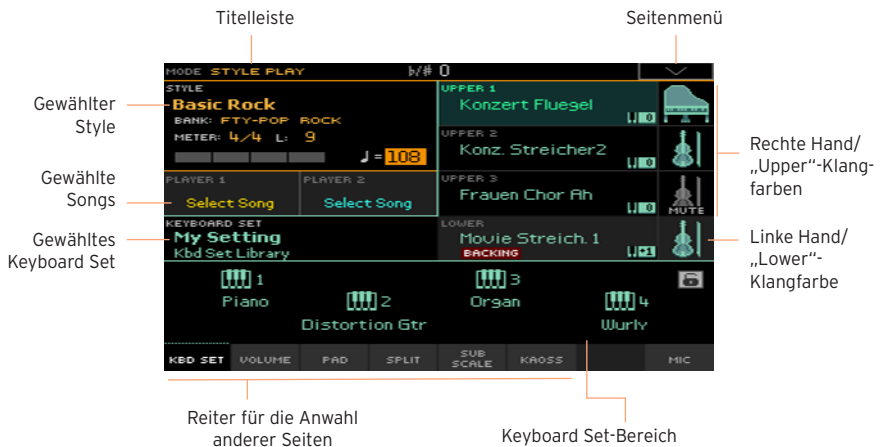 Titelleiste
Seitenmenü
MODE STYLE PLAY ♭/# 0
STYLE
Basic Rock
BANK: FTY-POP ROCK
METER: 4/4 L: 9
♩ = 108
UPPER 1
Konzert Fluegel
0
UPPER 2
Konz. Streicher2
0
UPPER 3
Frauen Chor Ah
0
MUTE
PLAYER 1
Select Song
PLAYER 2
Select Song
KEYBOARD SET
My Setting
Kbd Set Library
LOWER
Movie Streich. 1
BACKING
+1
1
Piano
2
Distortion Gtr
3
Organ
4
Wurly
KBD SET VOLUME PAD SPLIT SUB SCALE KAOSS MIC
Gewählter
Style
Gewählte
Songs
Gewähltes
Keyboard Set
Rechte Hand/
„Upper“-Klang-
farben
Linke Hand/
„Lower“-
Klangfarbe
Reiter für die Anwahl
anderer Seiten
Keyboard Set-Bereich